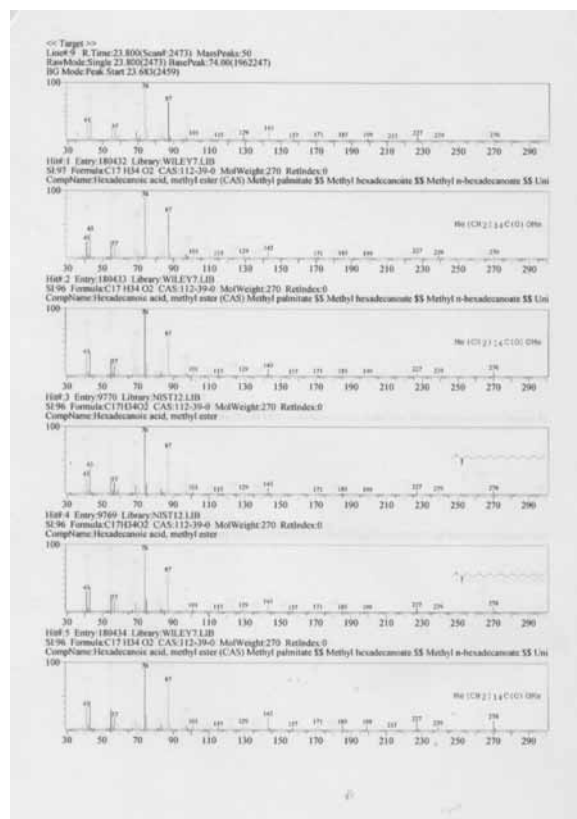 << Target >>
Line#:9 R.Time:23.800(Scan#:2473) MassPeaks:50
RawMode:Single 23.800(2473) BasePeak:74.00(1962247)
BG Mode:Peak Start 23.683(2459)
100
87
143
30 50 70 90 110 130 150 170 190 210 230 250 270 290
Hit#:1 Entry:180432 Library:WILEY7.LIB
SI:97 Formula:C17 H34 O2 CAS:112-39-0 MolWeight:270 RetIndex:0
CompName:Hexadecanoic acid, methyl ester (CAS) Methyl palmitate $$ Methyl hexadecanoate $$ Methyl n-hexadecanoate $$ Uni
100
87
Me (CH2)14C(O) OMe
30 50 70 90 110 130 150 170 190 210 230 250 270 290
Hit#:2 Entry:180433 Library:WILEY7.LIB
SI:96 Formula:C17 H34 O2 CAS:112-39-0 MolWeight:270 RetIndex:0
CompName:Hexadecanoic acid, methyl ester (CAS) Methyl palmitate $$ Methyl hexadecanoate $$ Methyl n-hexadecanoate $$ Uni
100
87
Me (CH2)14C(O) OMe
30 50 70 90 110 130 150 170 190 210 230 250 270 290
Hit#:3 Entry:9770 Library:NIST12.LIB
SI:96 Formula:C17H34O2 CAS:112-39-0 MolWeight:270 RetIndex:0
CompName:Hexadecanoic acid, methyl ester
100
87
30 50 70 90 110 130 150 170 190 210 230 250 270 290
Hit#:4 Entry:9769 Library:NIST12.LIB
SI:96 Formula:C17H34O2 CAS:112-39-0 MolWeight:270 RetIndex:0
CompName:Hexadecanoic acid, methyl ester
100
87
30 50 70 90 110 130 150 170 190 210 230 250 270 290
Hit#:5 Entry:180434 Library:WILEY7.LIB
SI:96 Formula:C17 H34 O2 CAS:112-39-0 MolWeight:270 RetIndex:0
CompName:Hexadecanoic acid, methyl ester (CAS) Methyl palmitate $$ Methyl hexadecanoate $$ Methyl n-hexadecanoate $$ Uni
100
87
Me (CH2)14C(O) OMe
30 50 70 90 110 130 150 170 190 210 230 250 270 290